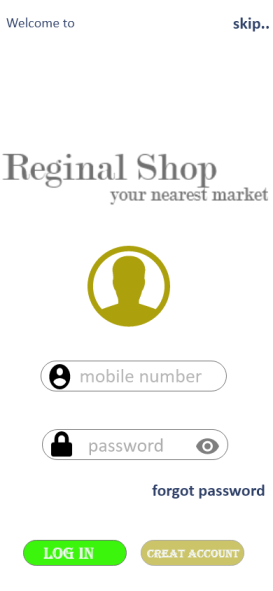 Welcome to
skip..
Reginal Shop
your nearest market
mobile number
password
forgot password
LOG IN
CREAT ACCOUNT